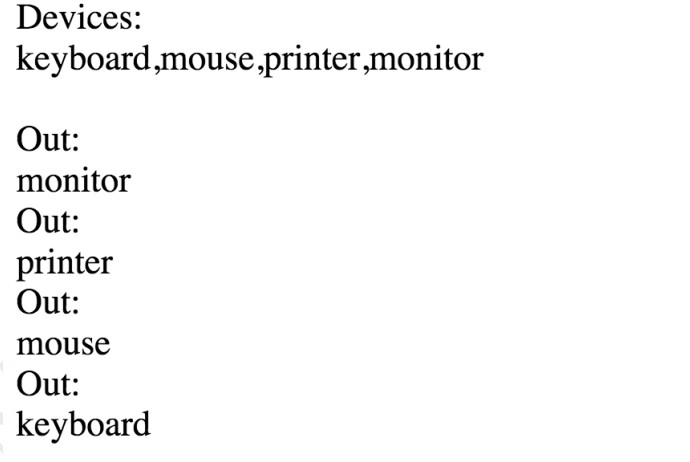 Devices:
keyboard,mouse,printer,monitor
Out:
monitor
Out:
printer
Out:
mouse
Out:
keyboard